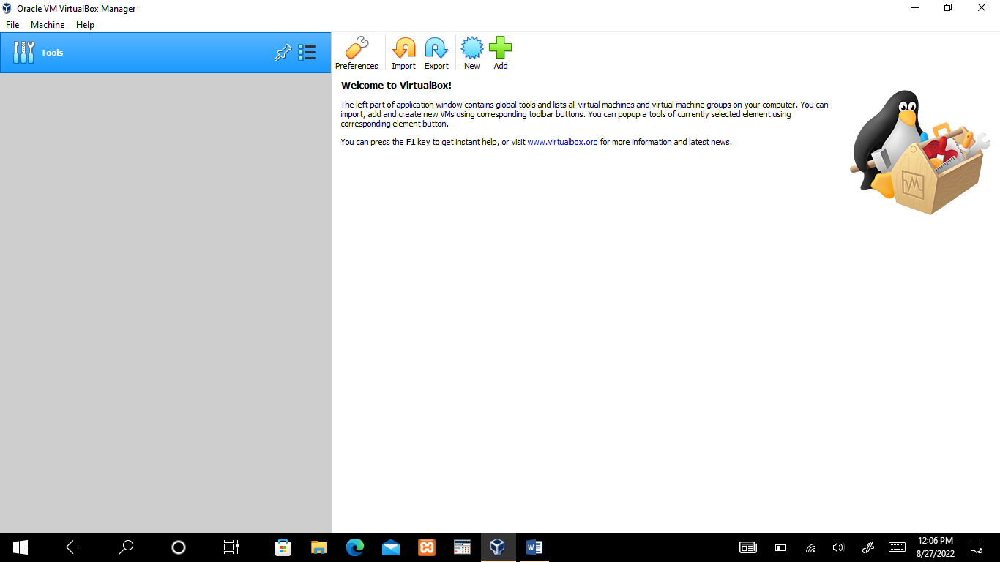 Oracle VM VirtualBox Manager
File Machine Help
Tools
Preferences Import Export New Add
Welcome to VirtualBox!
The left part of application window contains global tools and lists all virtual machines and virtual machine groups on your computer. You can
import, add and create new VMs using corresponding toolbar buttons. You can popup a tools of currently selected element using
corresponding element button.
You can press the F1 key to get instant help, or visit www.virtualbox.org for more information and latest news.
12:06 PM
8/27/2022